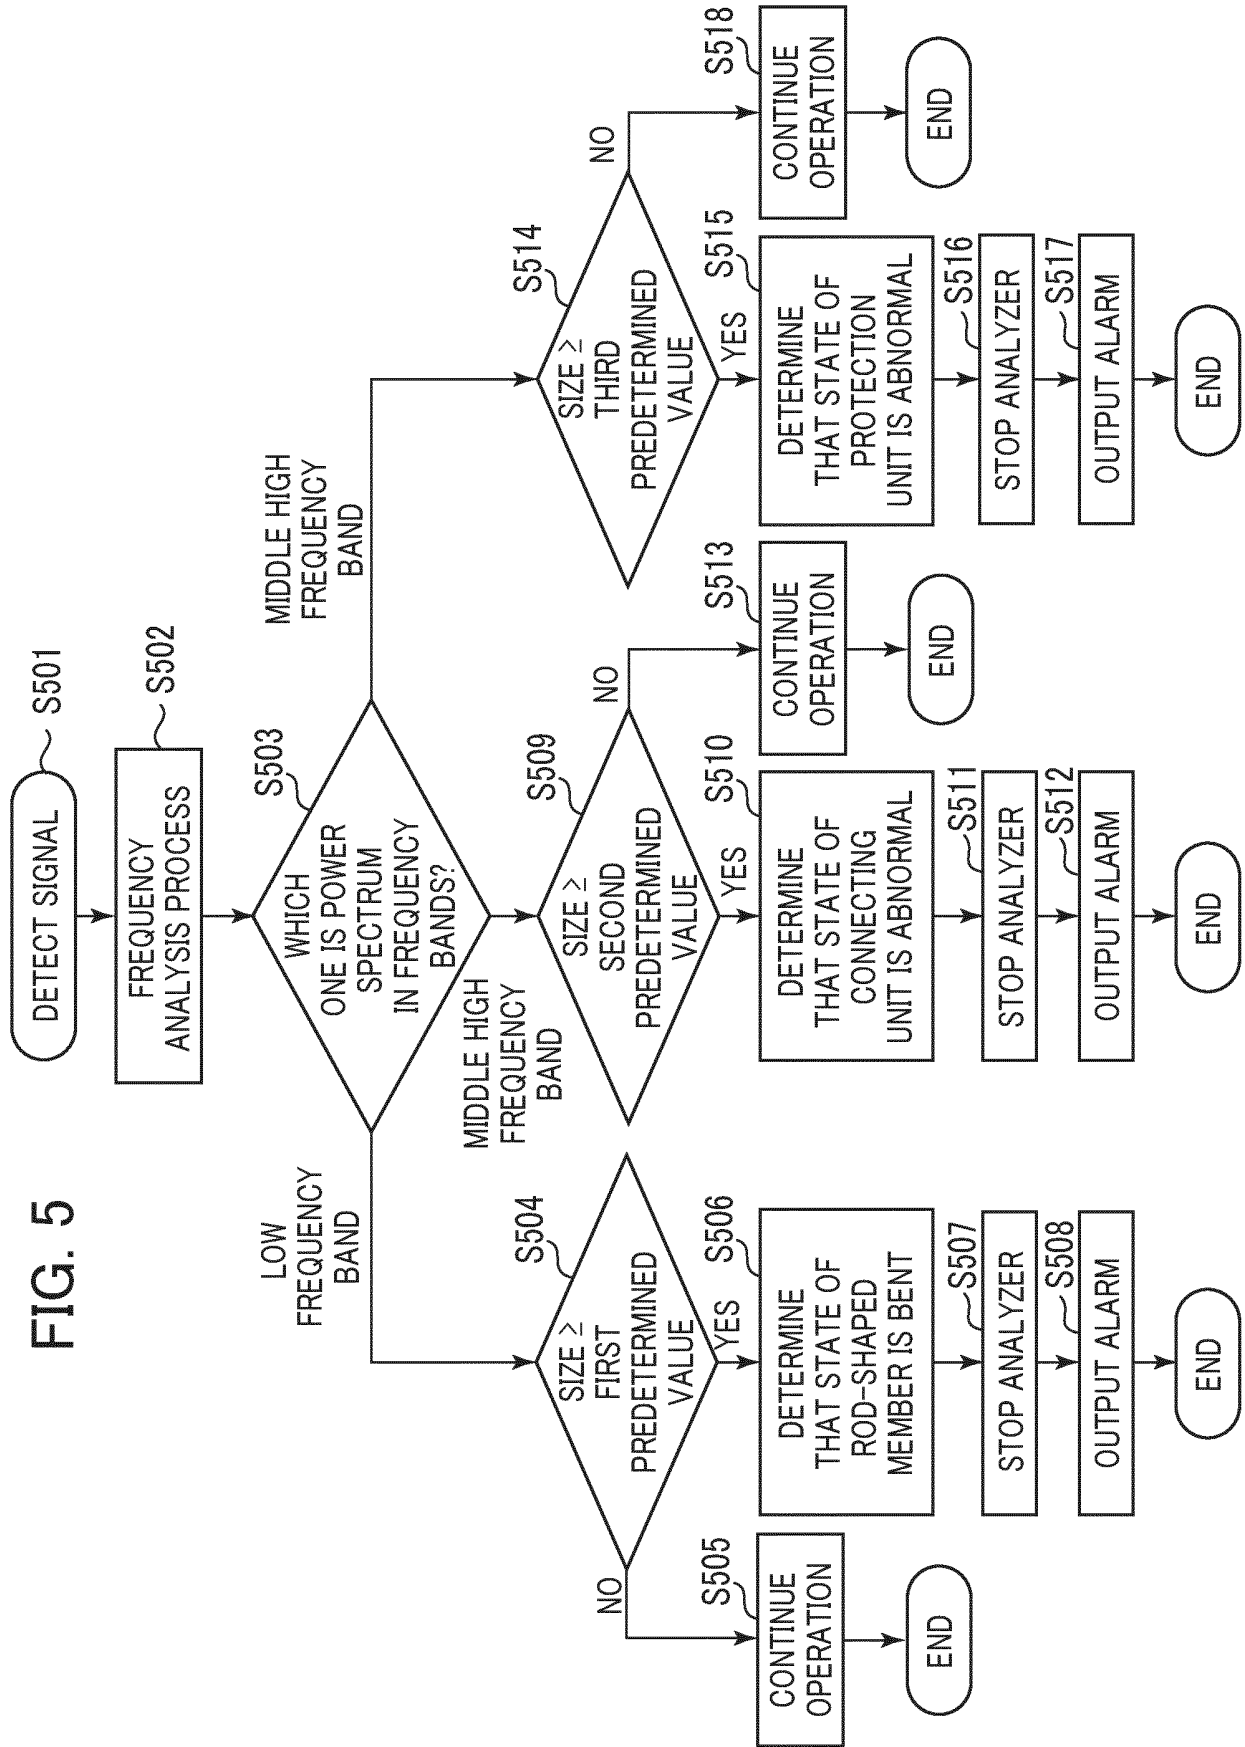 FIG. 5
DETECT SIGNAL
S501
FREQUENCY
ANALYSIS PROCESS
S502
WHICH
ONE IS POWER
SPECTRUM
IN FREQUENCY
BANDS?
S503
LOW
FREQUENCY
BAND
MIDDLE HIGH
FREQUENCY
BAND
MIDDLE HIGH
FREQUENCY
BAND
SIZE ≥
FIRST
PREDETERMINED
VALUE
S504
NO
YES
CONTINUE
OPERATION
S505
END
DETERMINE
THAT STATE OF
ROD-SHAPED
MEMBER IS BENT
S506
STOP ANALYZER
S507
OUTPUT ALARM
S508
END
SIZE ≥
SECOND
PREDETERMINED
VALUE
S509
YES
NO
DETERMINE
THAT STATE OF
CONNECTING
UNIT IS ABNORMAL
S510
STOP ANALYZER
S511
OUTPUT ALARM
S512
END
CONTINUE
OPERATION
S513
END
SIZE ≥
THIRD
PREDETERMINED
VALUE
S514
YES
NO
DETERMINE
THAT STATE OF
PROTECTION
UNIT IS ABNORMAL
S515
STOP ANALYZER
S516
OUTPUT ALARM
S517
END
CONTINUE
OPERATION
S518
END